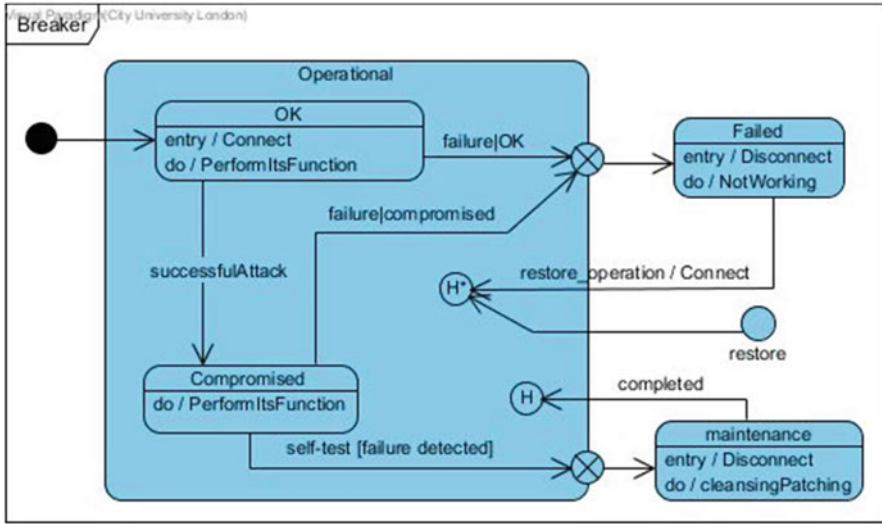 Visual Paradigm(City University London)
Breaker
Operational
OK
entry / Connect
do / PerformItsFunction
failure|OK
Failed
entry / Disconnect
do / NotWorking
failure|compromised
successfulAttack
H*
restore_operation / Connect
restore
Compromised
do / PerformItsFunction
H
completed
self-test [failure detected]
maintenance
entry / Disconnect
do / cleansingPatching